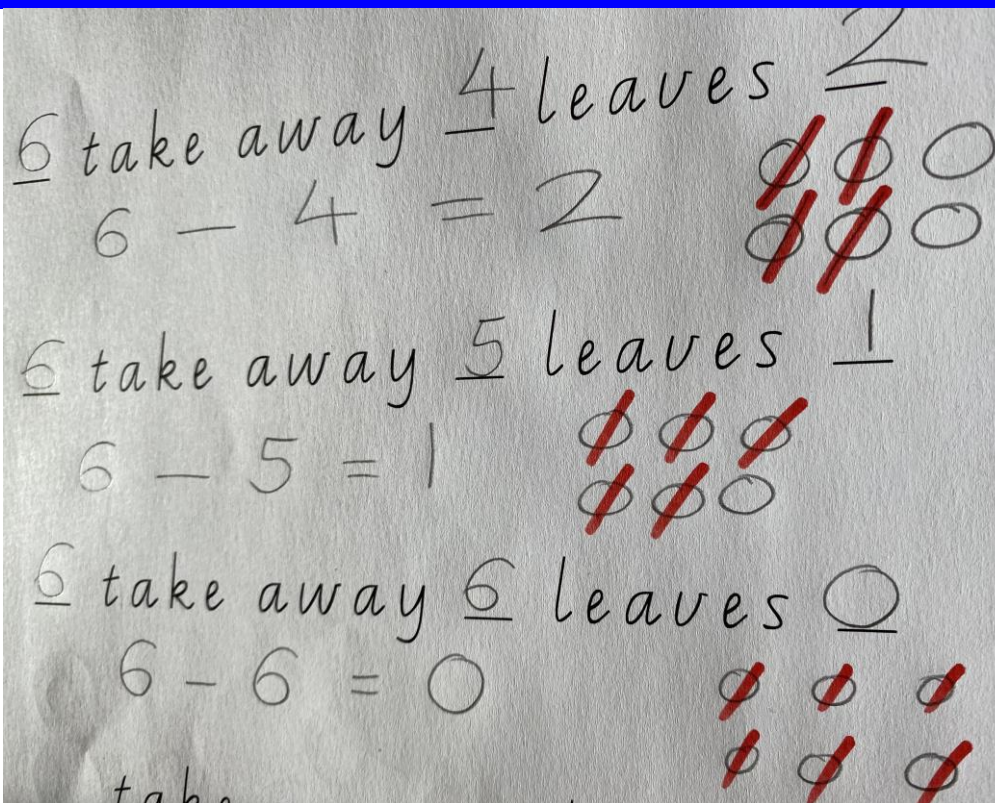 6 take away 4 leaves 2
6 - 4 = 2
6 take away 5 leaves 1
6 - 5 = 1
6 take away 6 leaves 0
6 - 6 = 0